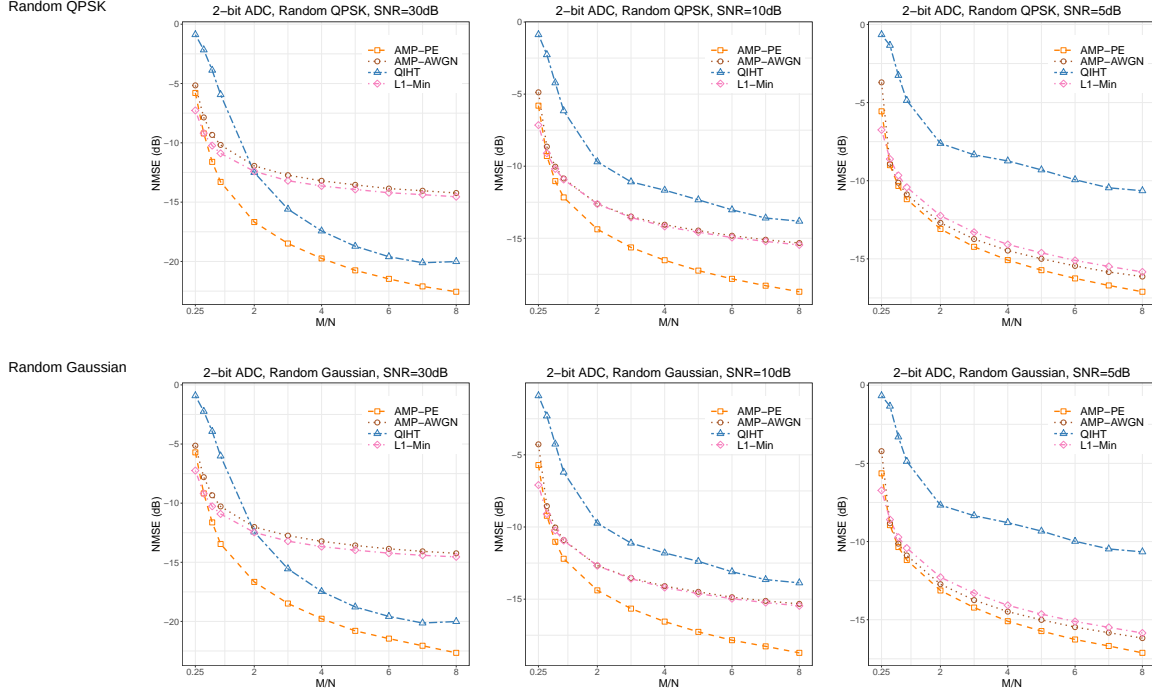 Random QPSK
2-bit ADC, Random QPSK, SNR=30dB
0
−5
−10
−15
−20
NMSE (dB)
0.25 2 4 6 8
M/N
AMP−PE
AMP−AWGN
QIHT
L1−Min
2-bit ADC, Random QPSK, SNR=10dB
−5
−10
−15
NMSE (dB)
0.25 2 4 6 8
M/N
AMP−PE
AMP−AWGN
QIHT
L1−Min
2-bit ADC, Random QPSK, SNR=5dB
0
−5
−10
−15
NMSE (dB)
0.25 2 4 6 8
M/N
AMP−PE
AMP−AWGN
QIHT
L1−Min
Random Gaussian
2-bit ADC, Random Gaussian, SNR=30dB
0
−5
−10
−15
−20
NMSE (dB)
0.25 2 4 6 8
M/N
AMP−PE
AMP−AWGN
QIHT
L1−Min
2-bit ADC, Random Gaussian, SNR=10dB
−5
−10
−15
NMSE (dB)
0.25 2 4 6 8
M/N
AMP−PE
AMP−AWGN
QIHT
L1−Min
2-bit ADC, Random Gaussian, SNR=5dB
0
−5
−10
−15
NMSE (dB)
0.25 2 4 6 8
M/N
AMP−PE
AMP−AWGN
QIHT
L1−Min